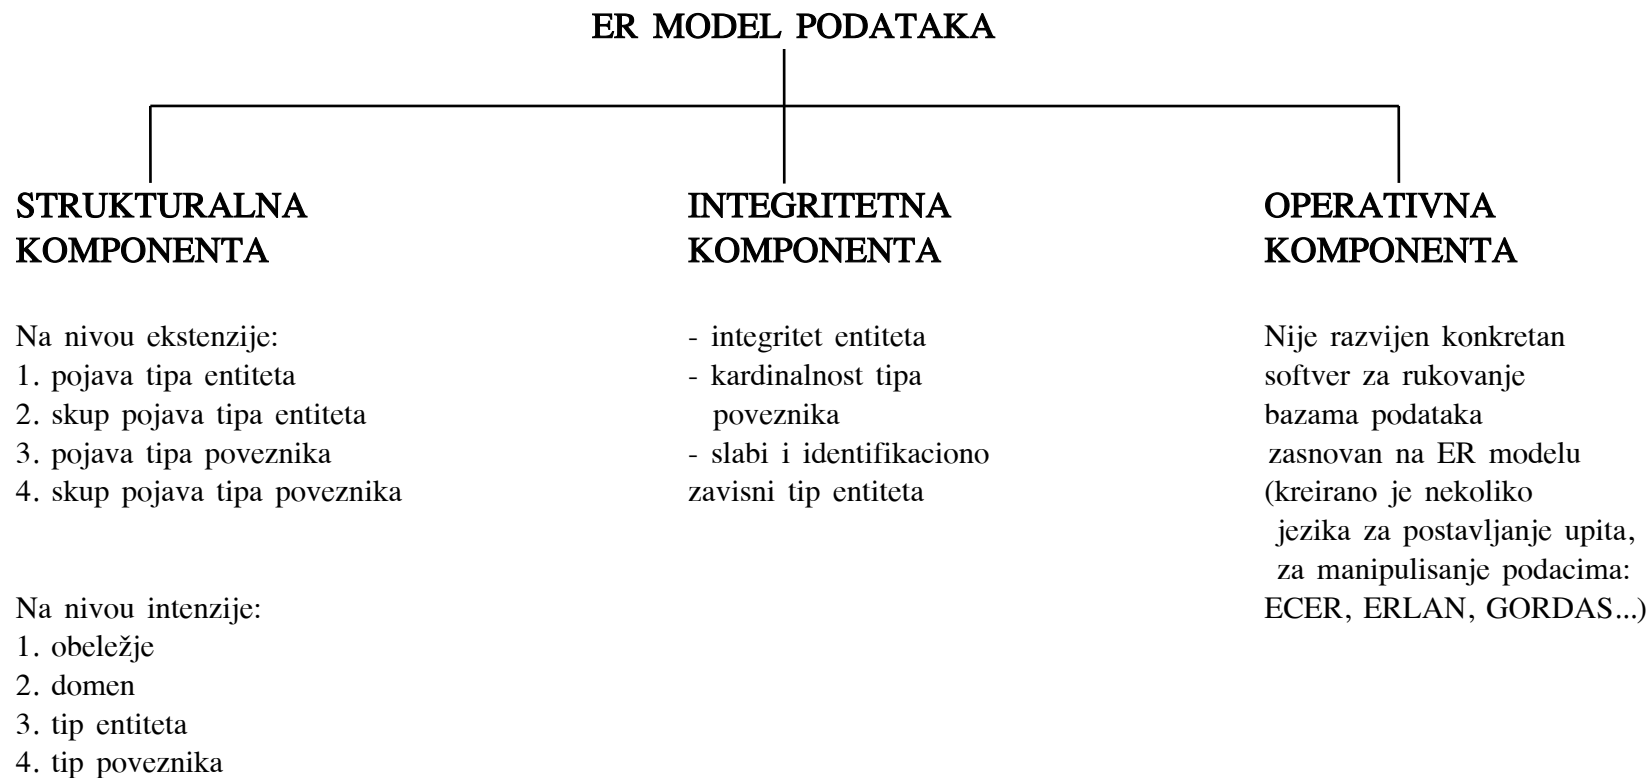 ER MODEL PODATAKA
STRUKTURALNA
KOMPONENTA
Na nivou ekstenzije:
1. pojava tipa entiteta
2. skup pojava tipa entiteta
3. pojava tipa poveznika
4. skup pojava tipa poveznika
Na nivou intenzije:
1. obeležje
2. domen
3. tip entiteta
4. tip poveznika
INTEGRITETNA
KOMPONENTA
- integritet entiteta
- kardinalnost tipa
poveznika
- slabi i identifikaciono
zavisni tip entiteta
OPERATIVNA
KOMPONENTA
Nije razvijen konkretan
softver za rukovanje
bazama podataka
zasnovan na ER modelu
(kreirano je nekoliko
jezika za postavljanje upita,
za manipulisanje podacima:
ECER, ERLAN, GORDAS...)